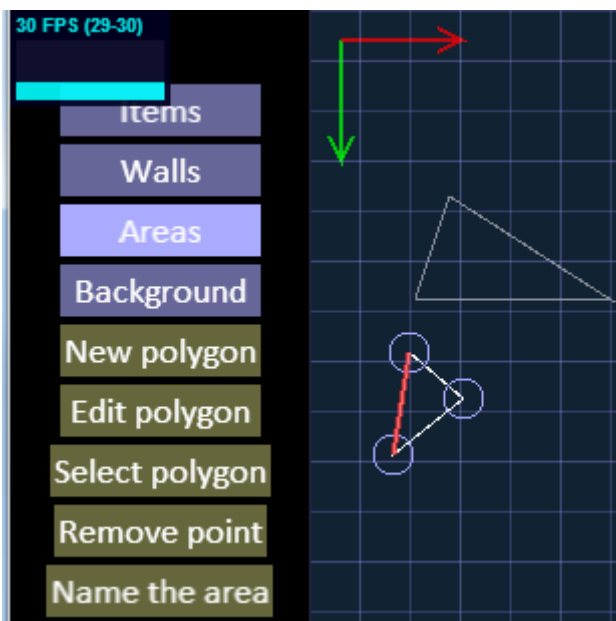 30 FPS (29-30)
Items
Walls
Areas
Background
New polygon
Edit polygon
Select polygon
Remove point
Name the area